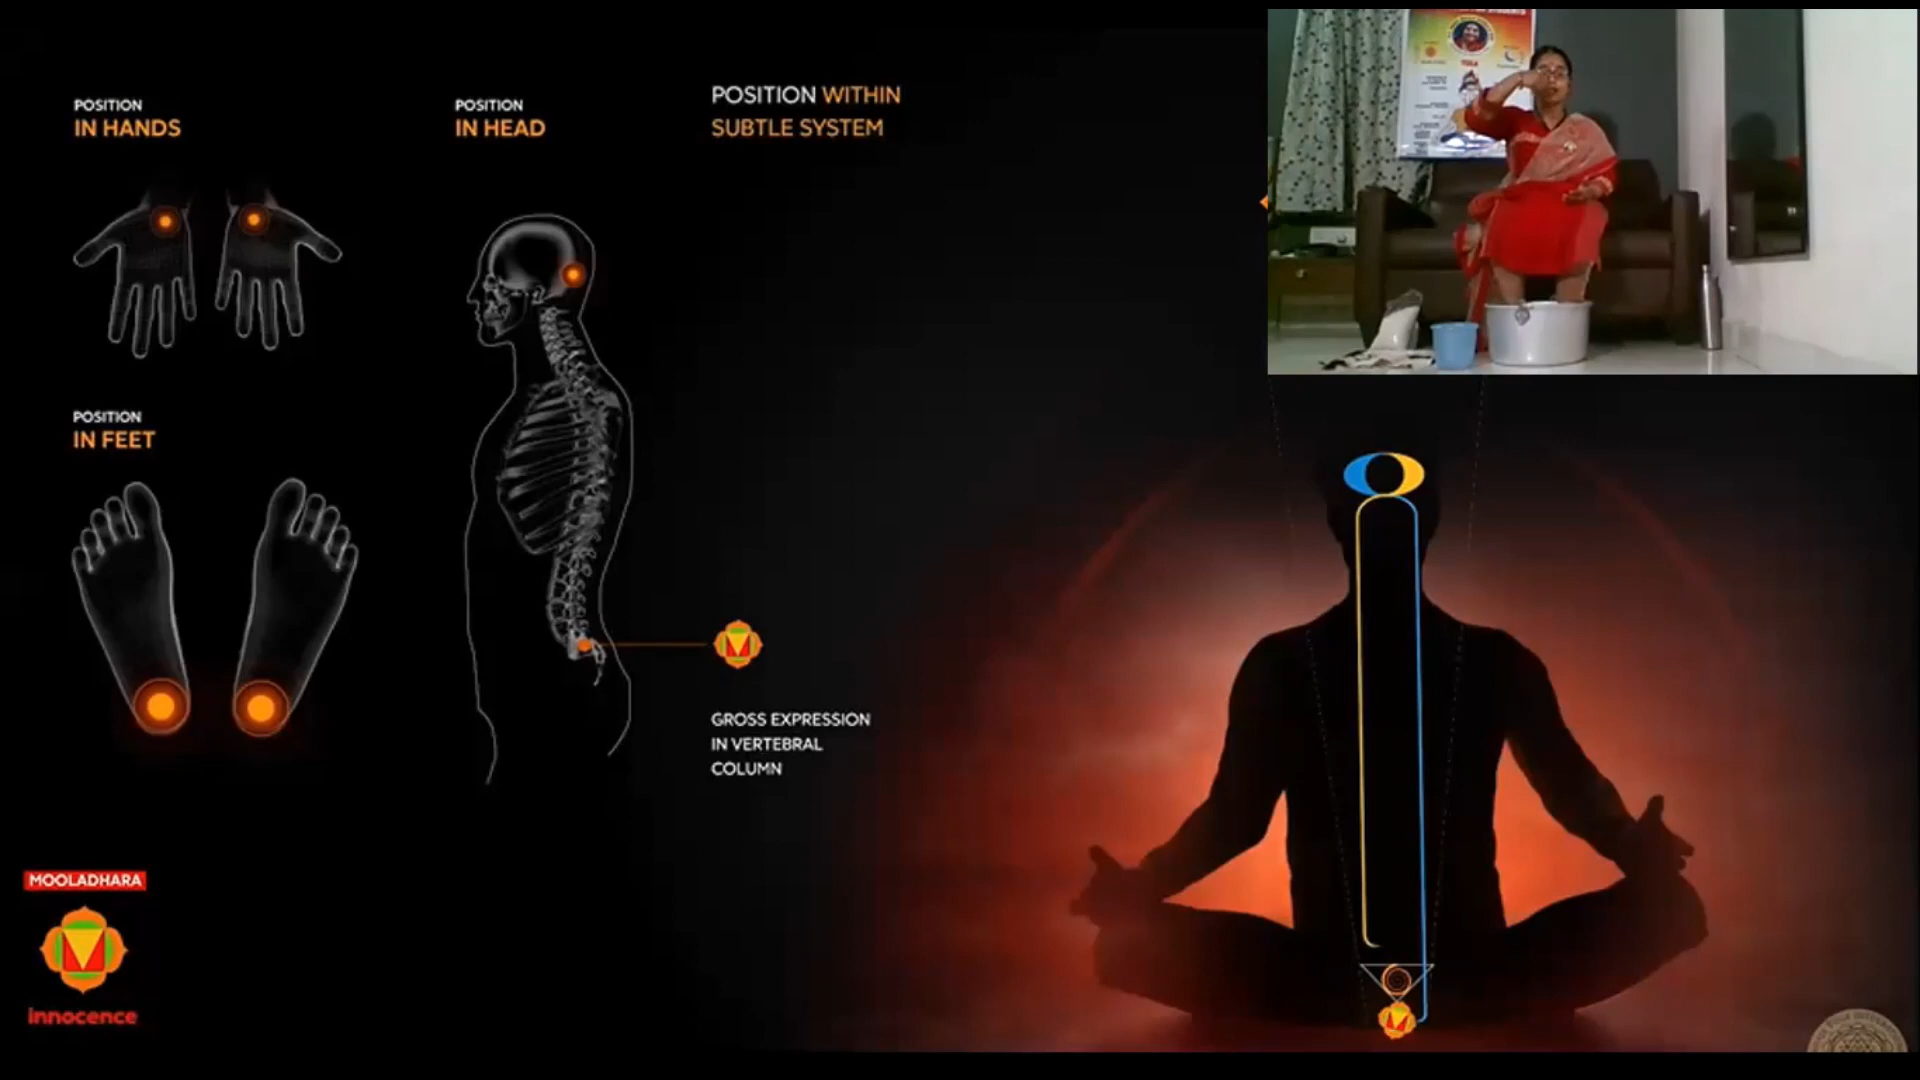 POSITION
IN HANDS
POSITION
IN HEAD
POSITION WITHIN
SUBTLE SYSTEM
POSITION
IN FEET
GROSS EXPRESSION
IN VERTEBRAL
COLUMN
MOOLADHARA
innocence